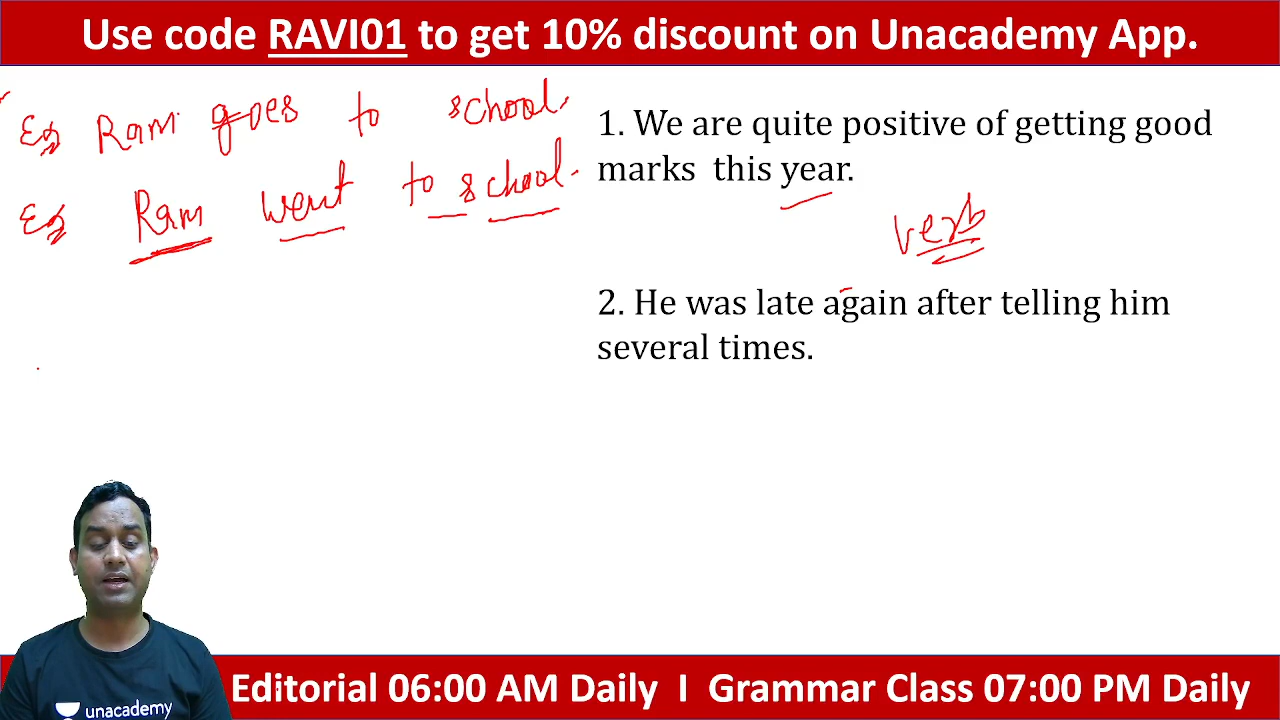 Use code RAVI01 to get 10% discount on Unacademy App.
Eg Ram goes to school.
Eg Ram went to school.
1. We are quite positive of getting good
marks this year.
verb
2. He was late again after telling him
several times.
unacademy
Editorial 06:00 AM Daily I Grammar Class 07:00 PM Daily